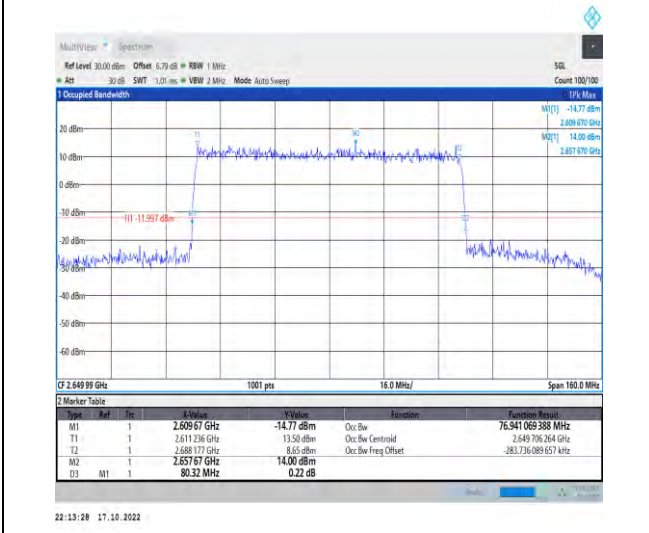 MultiView Spectrum
Ref Level 30.00 dBm Offset 6.79 dB RBW 1 MHz SGL
Att 30 dB SWT 1.01 ms VBW 2 MHz Mode Auto Sweep Count 100/100
1 Occupied Bandwidth 1Pk Max
M1[1] -14.77 dBm
2.609 670 GHz
M2[1] 14.00 dBm
2.657 670 GHz
20 dBm
T1 M2 T2
10 dBm
0 dBm
-10 dBm
H1 -11.997 dBm M1 D3
-20 dBm
-30 dBm
-40 dBm
-50 dBm
-60 dBm
CF 2.649 99 GHz 1001 pts 16.0 MHz/ Span 160.0 MHz
2 Marker Table
Type Ref Trc X-Value Y-Value Function Function Result
M1 1 2.609 67 GHz -14.77 dBm Occ Bw 76.941 069 388 MHz
T1 1 2.611 236 GHz 13.50 dBm Occ Bw Centroid 2.649 706 264 GHz
T2 1 2.688 177 GHz 8.65 dBm Occ Bw Freq Offset -283.736 089 657 kHz
M2 1 2.657 67 GHz 14.00 dBm
D3 M1 1 80.32 MHz 0.22 dB
22:13:28 17.10.2022